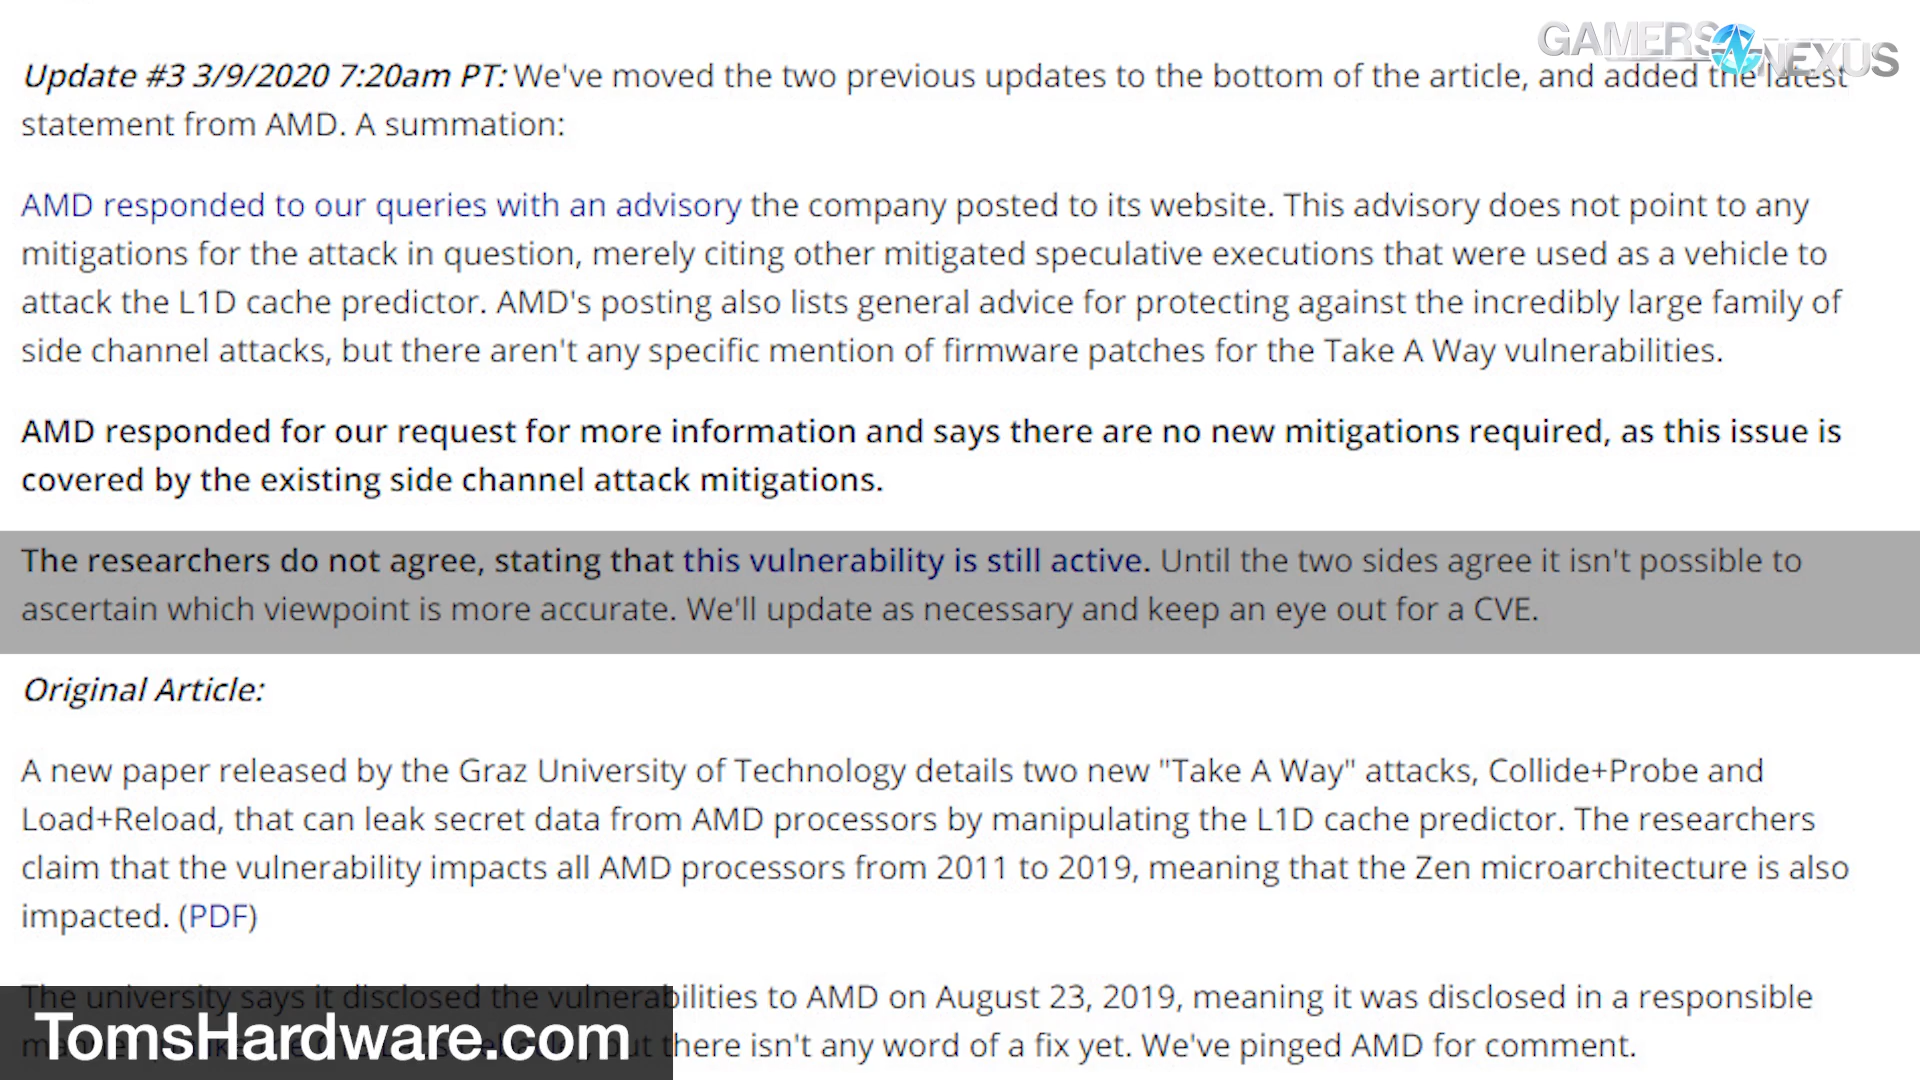 GAMERS NEXUS
Update #3 3/9/2020 7:20am PT: We've moved the two previous updates to the bottom of the article, and added the latest
statement from AMD. A summation:
AMD responded to our queries with an advisory the company posted to its website. This advisory does not point to any
mitigations for the attack in question, merely citing other mitigated speculative executions that were used as a vehicle to
attack the L1D cache predictor. AMD's posting also lists general advice for protecting against the incredibly large family of
side channel attacks, but there aren't any specific mention of firmware patches for the Take A Way vulnerabilities.
AMD responded for our request for more information and says there are no new mitigations required, as this issue is
covered by the existing side channel attack mitigations.
The researchers do not agree, stating that this vulnerability is still active. Until the two sides agree it isn't possible to
ascertain which viewpoint is more accurate. We'll update as necessary and keep an eye out for a CVE.
Original Article:
A new paper released by the Graz University of Technology details two new "Take A Way" attacks, Collide+Probe and
Load+Reload, that can leak secret data from AMD processors by manipulating the L1D cache predictor. The researchers
claim that the vulnerability impacts all AMD processors from 2011 to 2019, meaning that the Zen microarchitecture is also
impacted. (PDF)
The university says it disclosed the vulnerabilities to AMD on August 23, 2019, meaning it was disclosed in a responsible
but there isn't any word of a fix yet. We've pinged AMD for comment.
TomsHardware.com